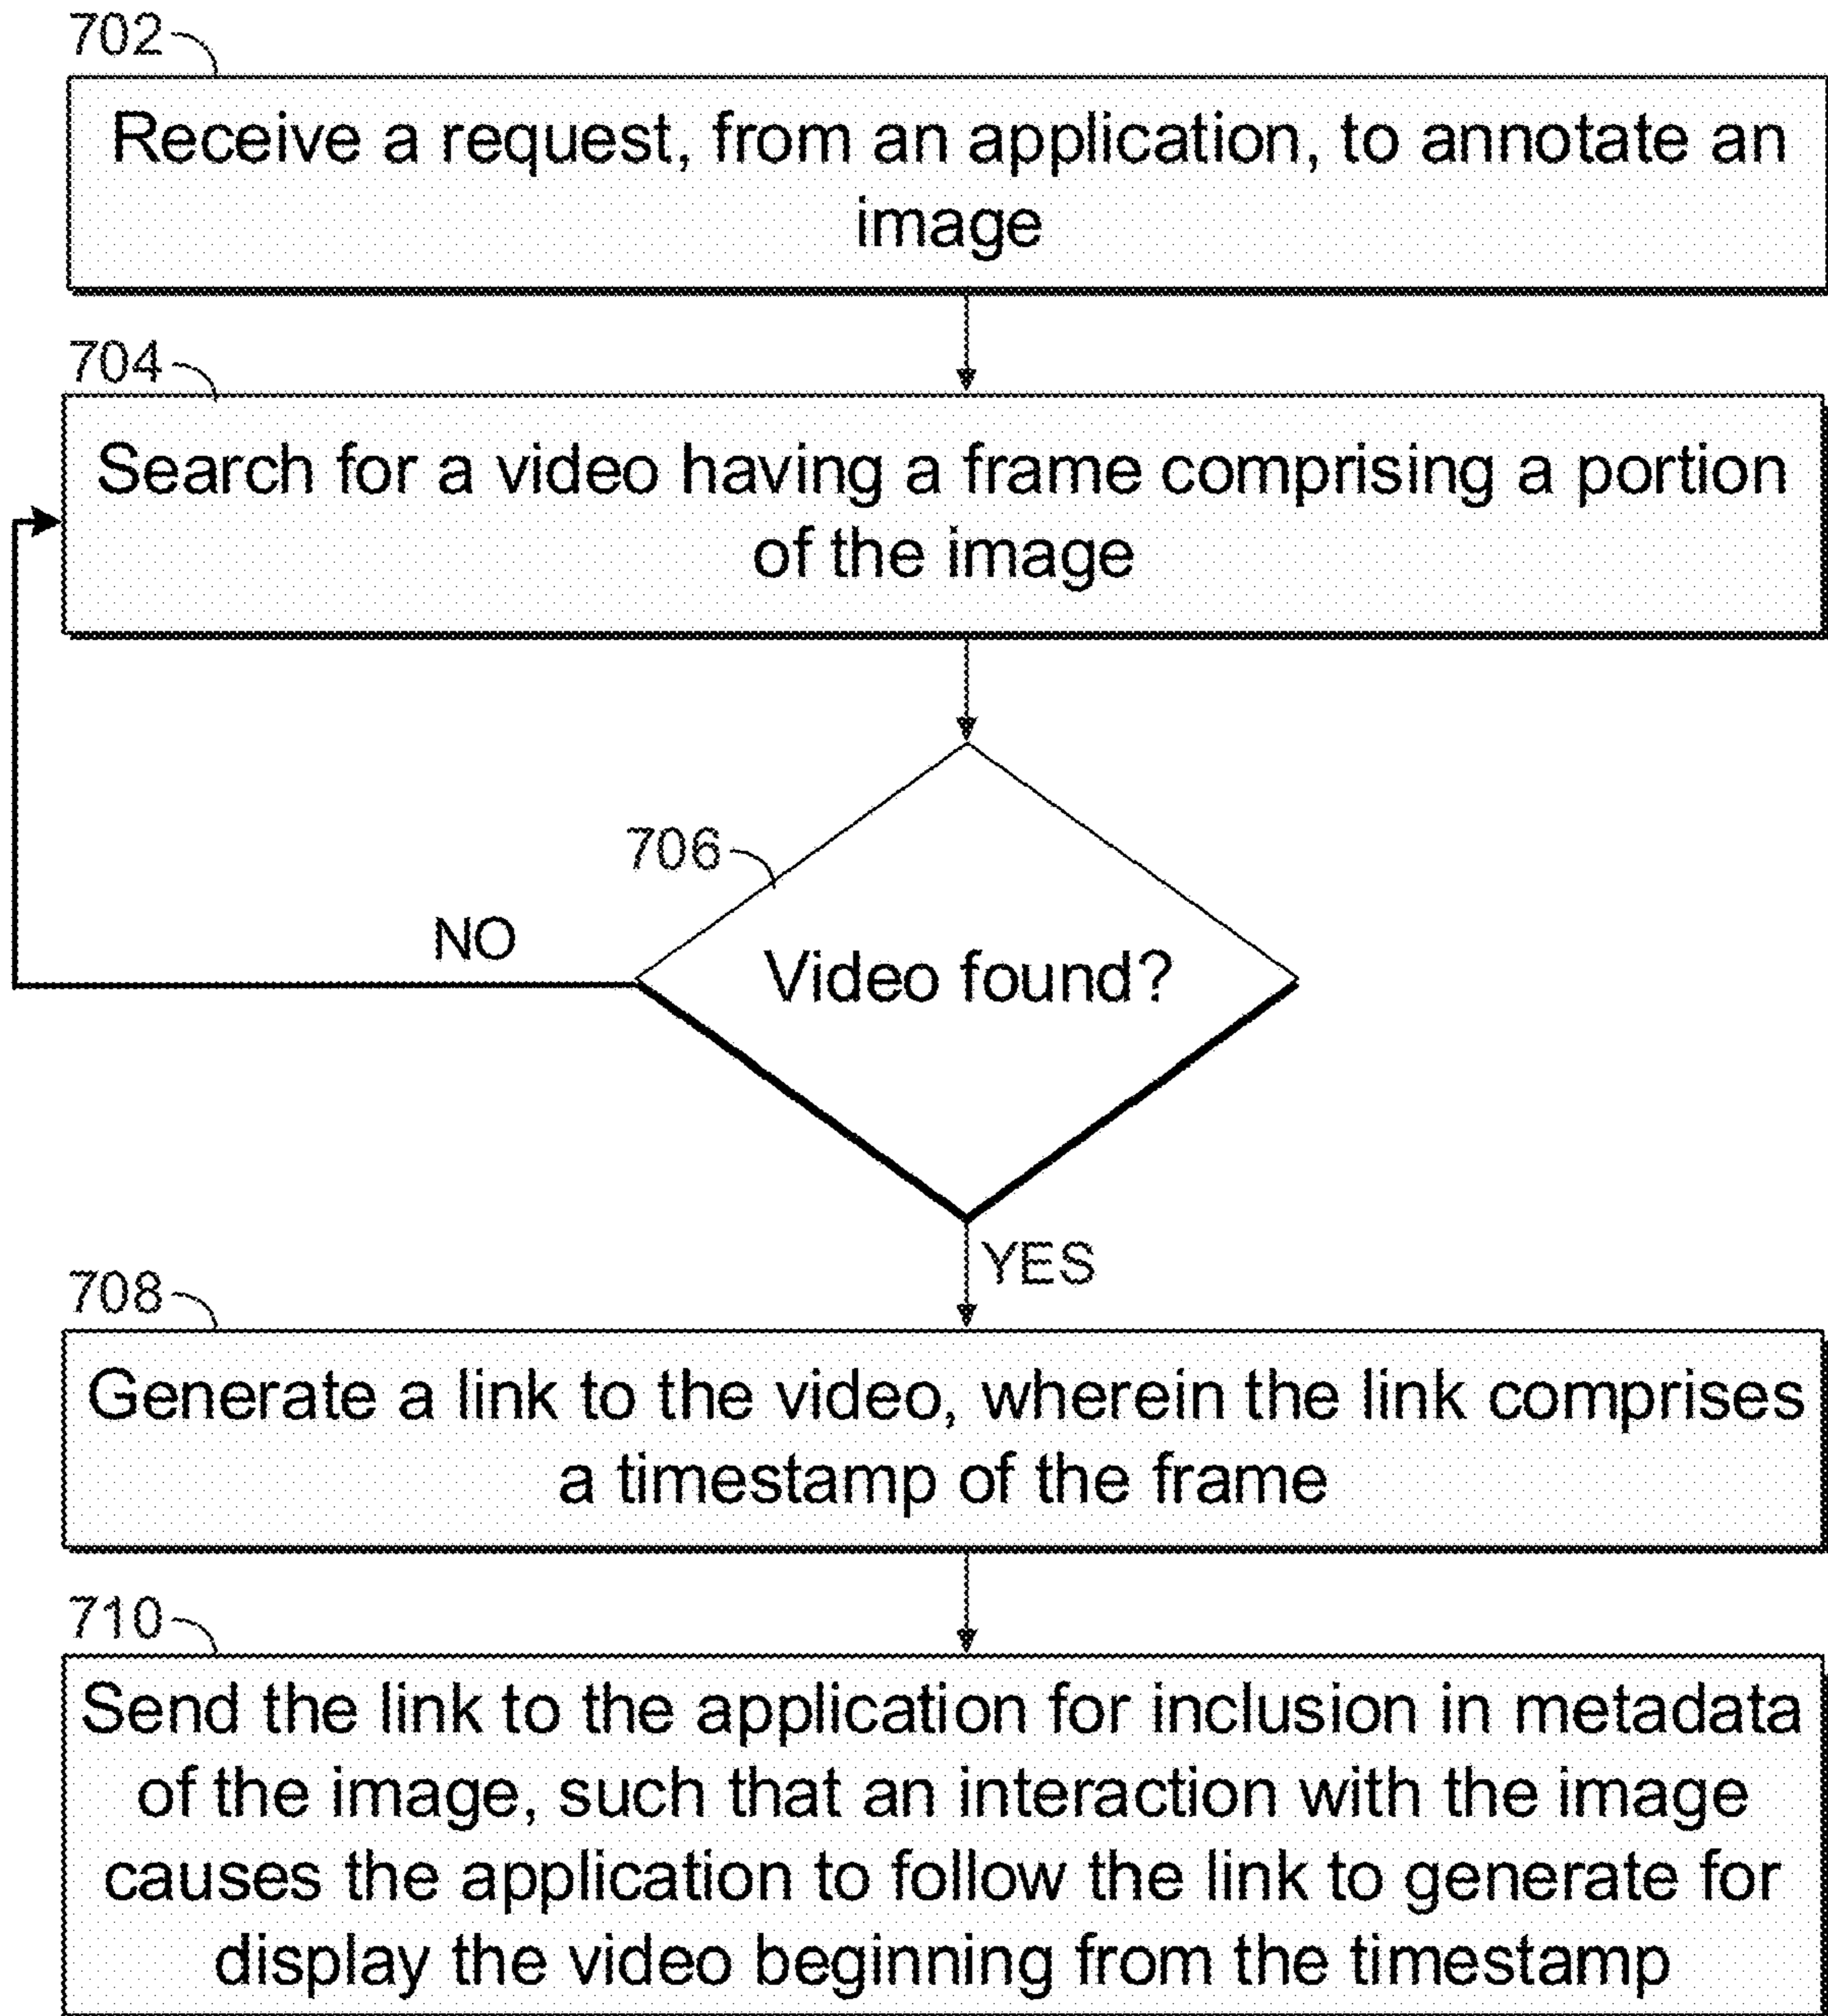 702
Receive a request, from an application, to annotate an
image
704
Search for a video having a frame comprising a portion
of the image
706
NO
Video found?
YES
708
Generate a link to the video, wherein the link comprises
a timestamp of the frame
710
Send the link to the application for inclusion in metadata
of the image, such that an interaction with the image
causes the application to follow the link to generate for
display the video beginning from the timestamp